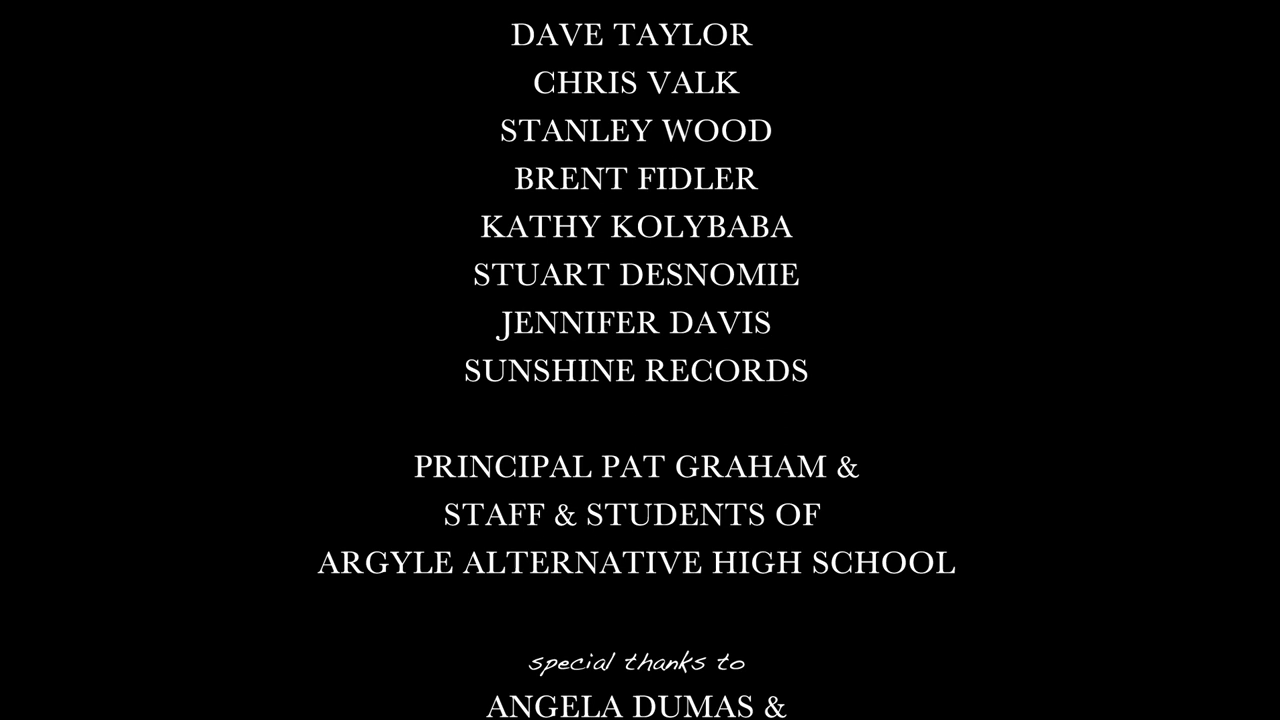 DAVE TAYLOR
CHRIS VALK
STANLEY WOOD
BRENT FIDLER
KATHY KOLYBABA
STUART DESNOMIE
JENNIFER DAVIS
SUNSHINE RECORDS
PRINCIPAL PAT GRAHAM &
STAFF & STUDENTS OF
ARGYLE ALTERNATIVE HIGH SCHOOL
special thanks to
ANGELA DUMAS &